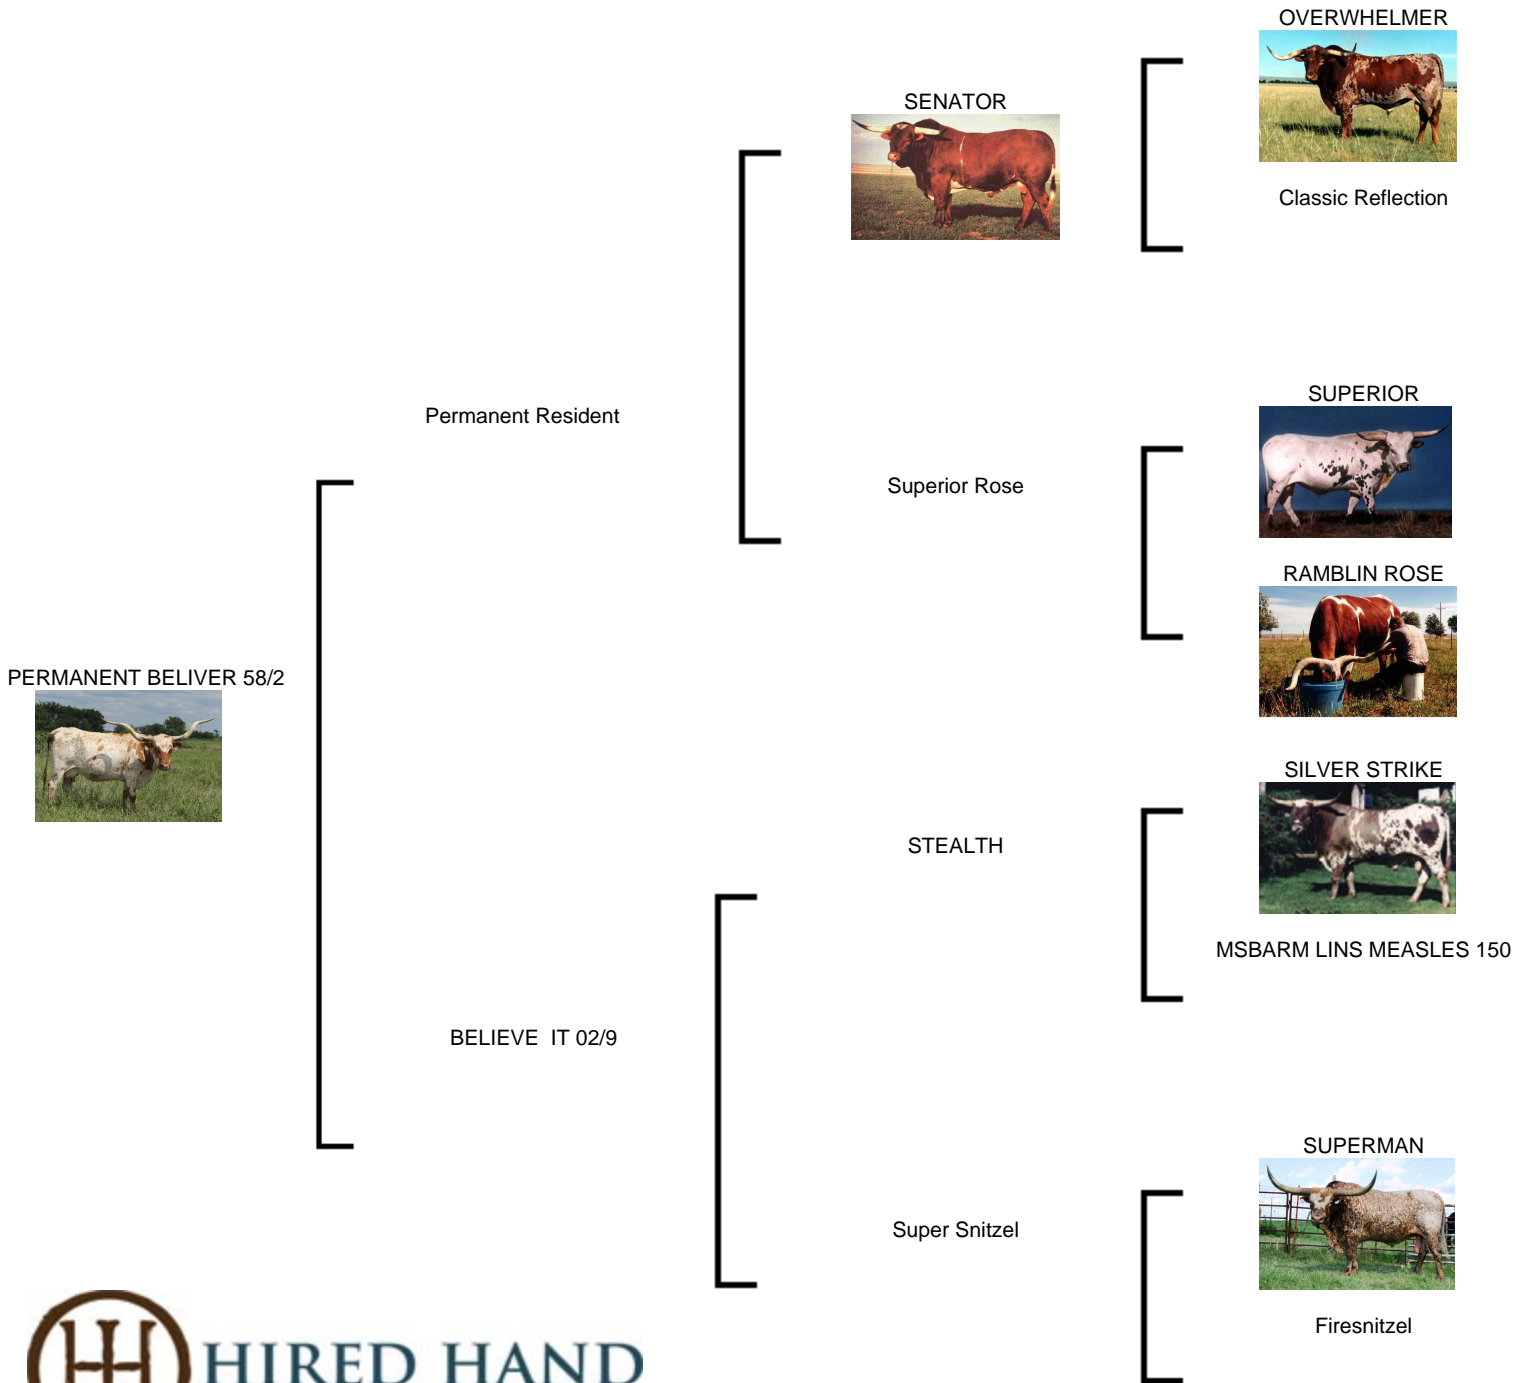 OVERWHELMER
SENATOR
Classic Reflection
SUPERIOR
Permanent Resident
Superior Rose
RAMBLIN ROSE
PERMANENT BELIVER 58/2
SILVER STRIKE
STEALTH
MSBARM LINS MEASLES 150
BELIEVE  IT 02/9
SUPERMAN
Super Snitzel
Firesnitzel
HIRED HAND